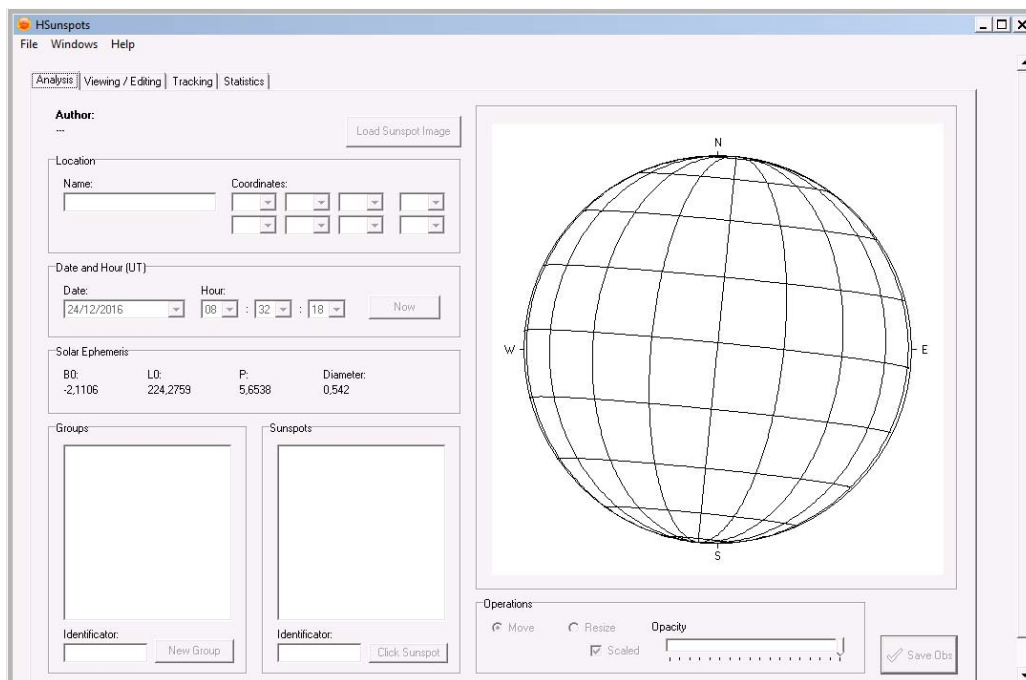 HSunspots
File Windows Help
Analysis Viewing / Editing Tracking Statistics
Author:
---
Load Sunspot Image
Location
Name: Coordinates:
Date and Hour (UT)
Date: Hour:
24/12/2016 08 : 32 : 18 Now
Solar Ephemeris
B0: L0: P: Diameter:
-2,1106 224,2759 5,6538 0,542
Groups
Identificator:
New Group
Sunspots
Identificator:
Click Sunspot
N
W E
S
Operations
Move Resize Opacity
Scaled
Save Obs